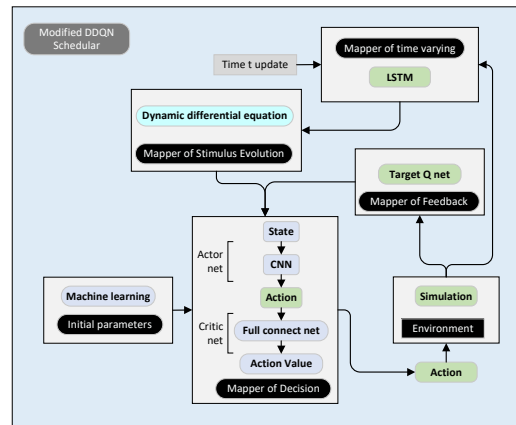 Modified DDQN
Schedular
Mapper of time varying
Time t update
LSTM
Dynamic differential equation
Mapper of Stimulus Evolution
Target Q net
Mapper of Feedback
State
Actor
net
CNN
Action
Machine learning
Initial parameters
Critic
net
Full connect net
Action Value
Mapper of Decision
Simulation
Environment
Action